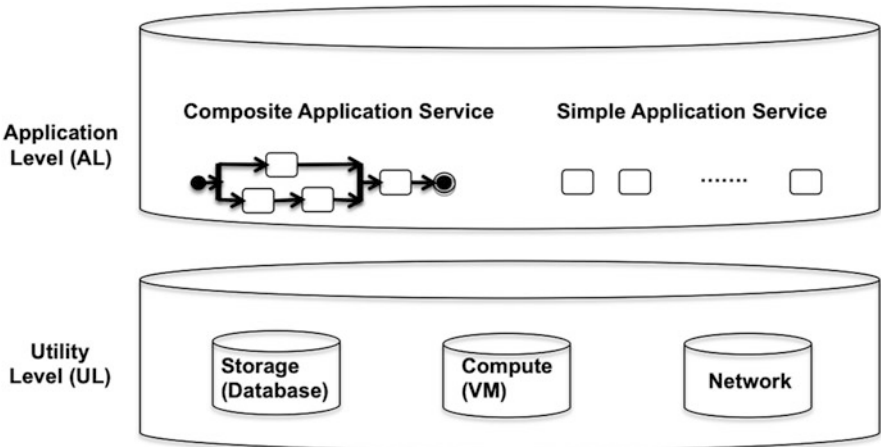 Composite Application Service
Simple Application Service
Application
Level (AL)
.......
Utility
Level (UL)
Storage
(Database)
Compute
(VM)
Network